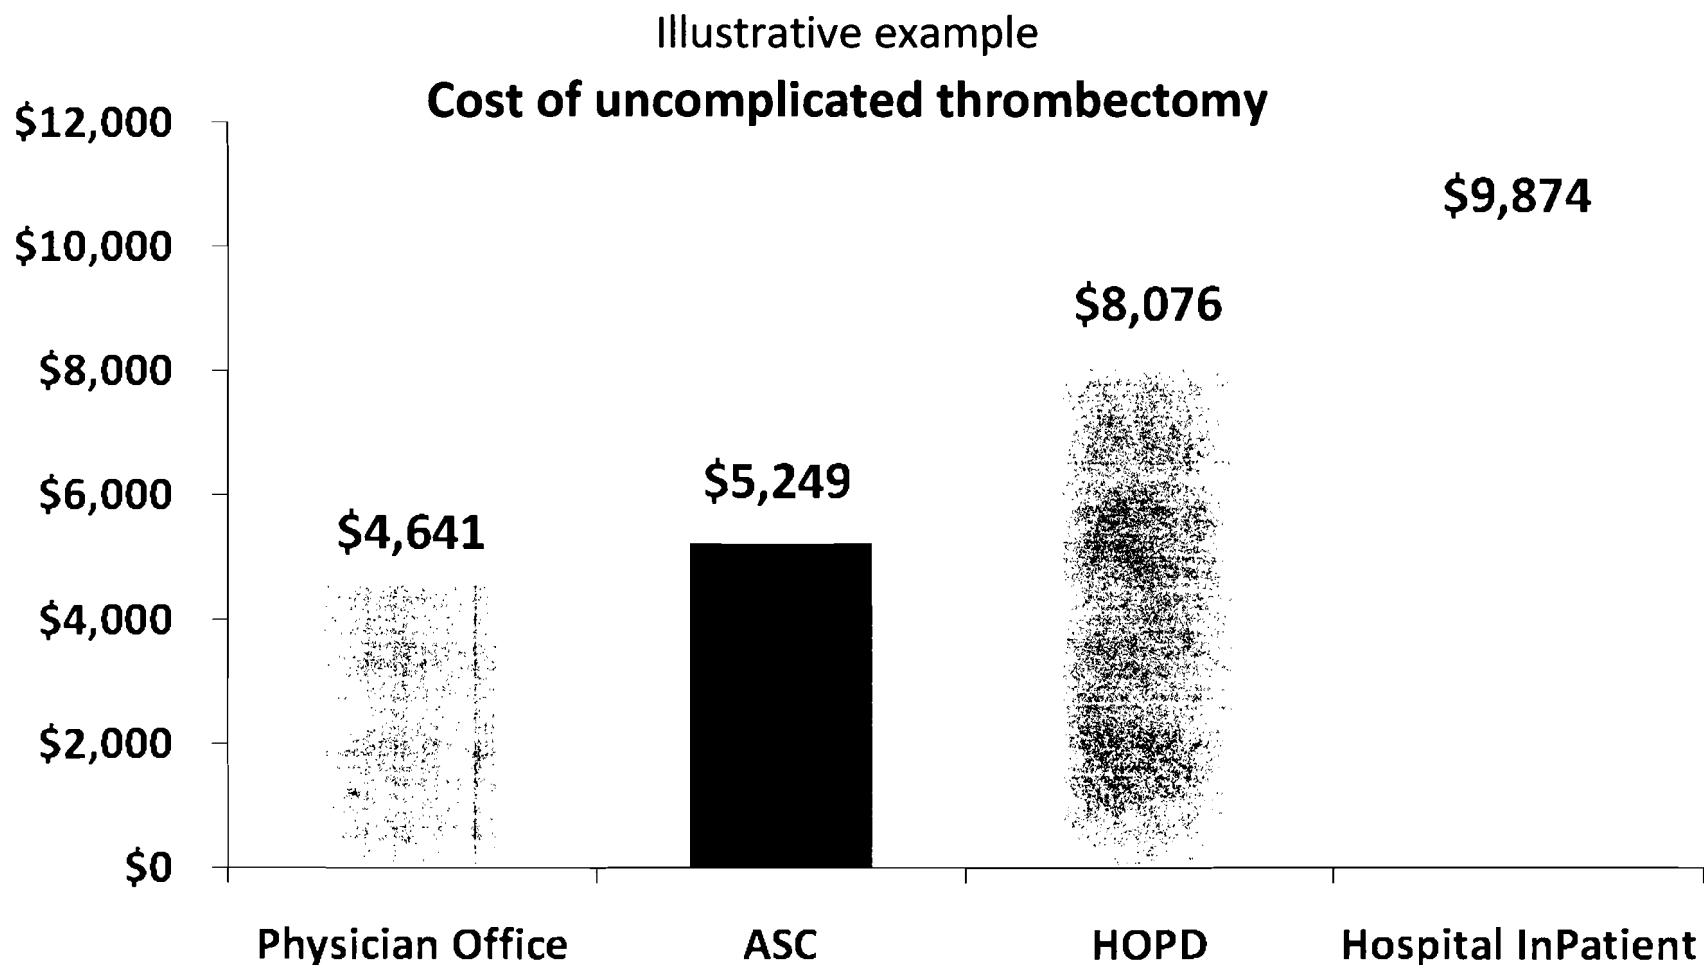 Illustrative example
Cost of uncomplicated thrombectomy
$12,000
$10,000
$8,000
$6,000
$4,000
$2,000
$0
$4,641
$5,249
$8,076
$9,874
Physician Office
ASC
HOPD
Hospital InPatient